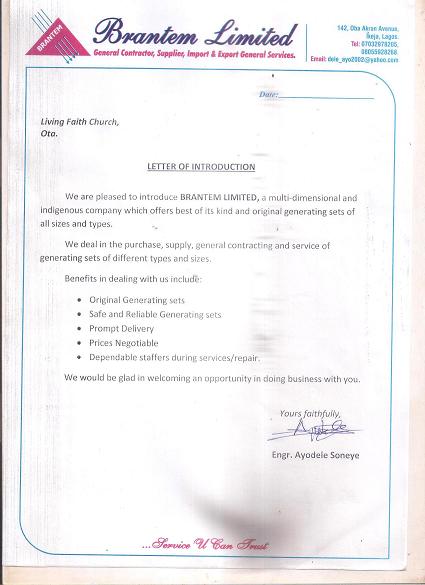 BRANTEM
Brantem Limited
General Contractor, Supplier, Import & Export General Services.
142, Oba Akran Avenue,
Ikeja, Lagos.
Tel: 07032978205,
08055928268
Email: dele_ayo2002@yahoo.com
Date:
Living Faith Church,
Ota.
LETTER OF INTRODUCTION
We are pleased to introduce BRANTEM LIMITED, a multi-dimensional and
indigenous company which offers best of its kind and original generating sets of
all sizes and types.
We deal in the purchase, supply, general contracting and service of
generating sets of different types and sizes.
Benefits in dealing with us include:
• Original Generating sets
• Safe and Reliable Generating sets
• Prompt Delivery
• Prices Negotiable
• Dependable staffers during services/repair.
We would be glad in welcoming an opportunity in doing business with you.
Yours faithfully,
Engr. Ayodele Soneye
...Service U Can Trust